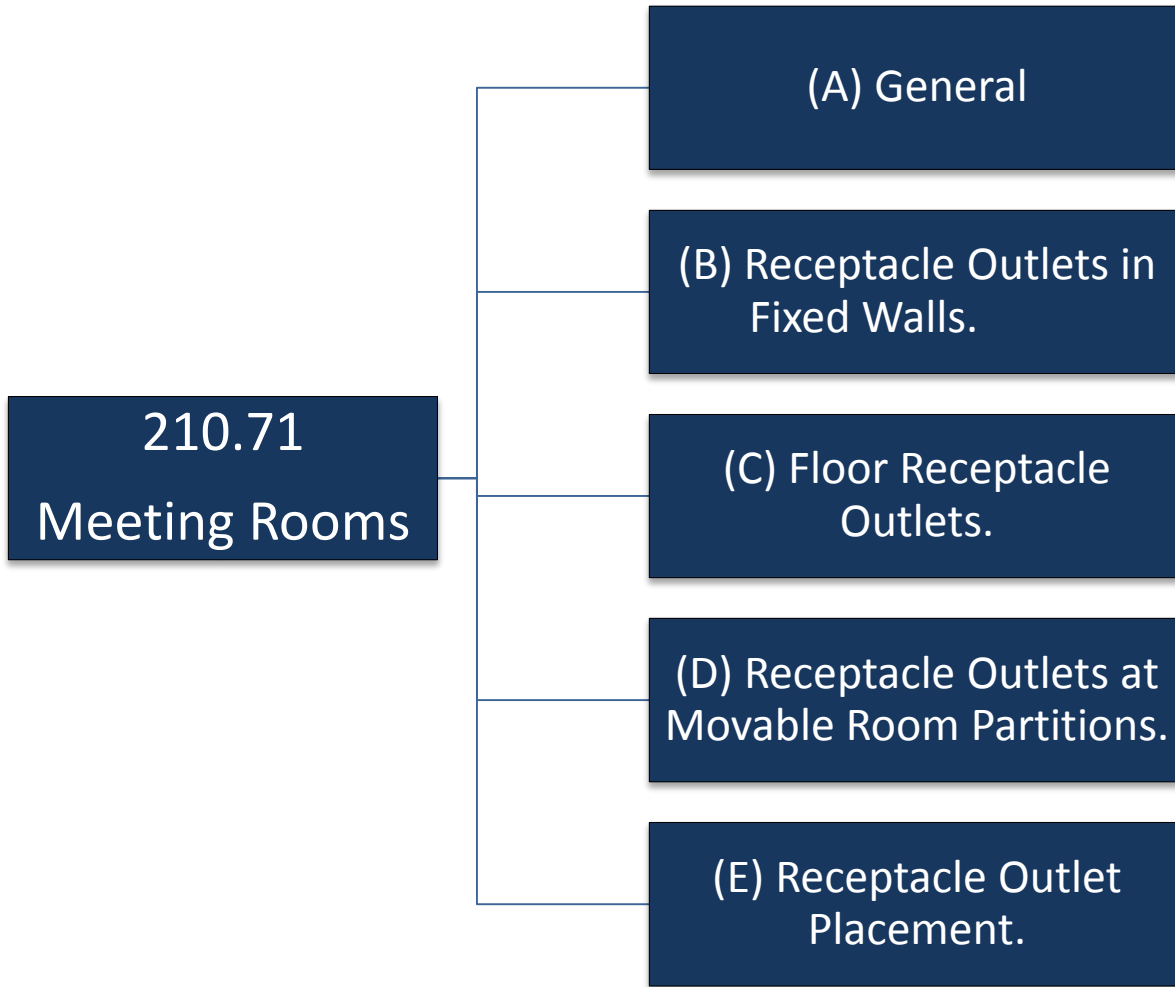 210.71
Meeting Rooms
(A) General
(B) Receptacle Outlets in
Fixed Walls.
(C) Floor Receptacle
Outlets.
(D) Receptacle Outlets at
Movable Room Partitions.
(E) Receptacle Outlet
Placement.